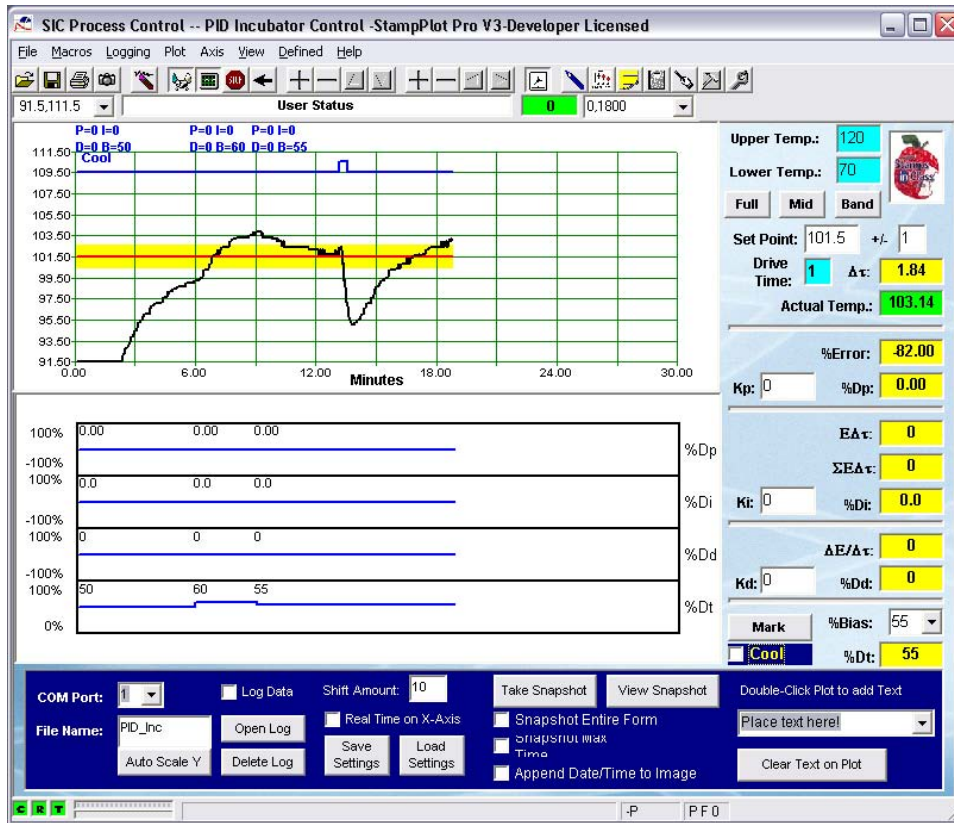 SIC Process Control -- PID Incubator Control -StampPlot Pro V3-Developer Licensed
File Macros Logging Plot Axis View Defined Help
91.5,111.5 User Status 0 0,1800
P=0 I=0 P=0 I=0 P=0 I=0
D=0 B=50 D=0 B=60 D=0 B=55
Cool
111.50
109.50
107.50
105.50
103.50
101.50
99.50
97.50
95.50
93.50
91.50
0.00 6.00 12.00 18.00 24.00 30.00
Minutes
100% 0.00 0.00 0.00
-100% %Dp
100% 0.0 0.0 0.0
-100% %Di
100% 0 0 0
-100% %Dd
100% 50 60 55
0% %Dt
Upper Temp.: 120
Lower Temp.: 70
Stamps in Class
Full Mid Band
Set Point: 101.5 +/- 1
Drive Time: 1 Δτ: 1.84
Actual Temp.: 103.14
%Error: -82.00
Kp: 0 %Dp: 0.00
EΔτ: 0
ΣEΔτ: 0
Ki: 0 %Di: 0.0
ΔE/Δτ: 0
Kd: 0 %Dd: 0
Mark %Bias: 55
Cool %Dt: 55
COM Port: 1 Log Data Shift Amount: 10 Take Snapshot View Snapshot Double-Click Plot to add Text
File Name: PID_Inc Open Log Real Time on X-Axis Snapshot Entire Form Place text here!
Auto Scale Y Delete Log Save Settings Load Settings Snapshot Max Time Clear Text on Plot
Append Date/Time to Image
C R T -P P F 0